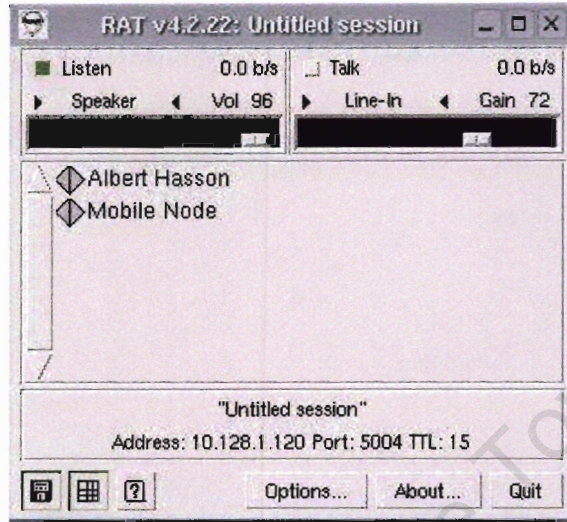 RAT v4.2.22: Untitled session
Listen 0.0 b/s Talk 0.0 b/s
Speaker Vol 96 Line-In Gain 72
Albert Hasson
Mobile Node
"Untitled session"
Address: 10.128.1.120 Port: 5004 TTL: 15
? Options... About... Quit